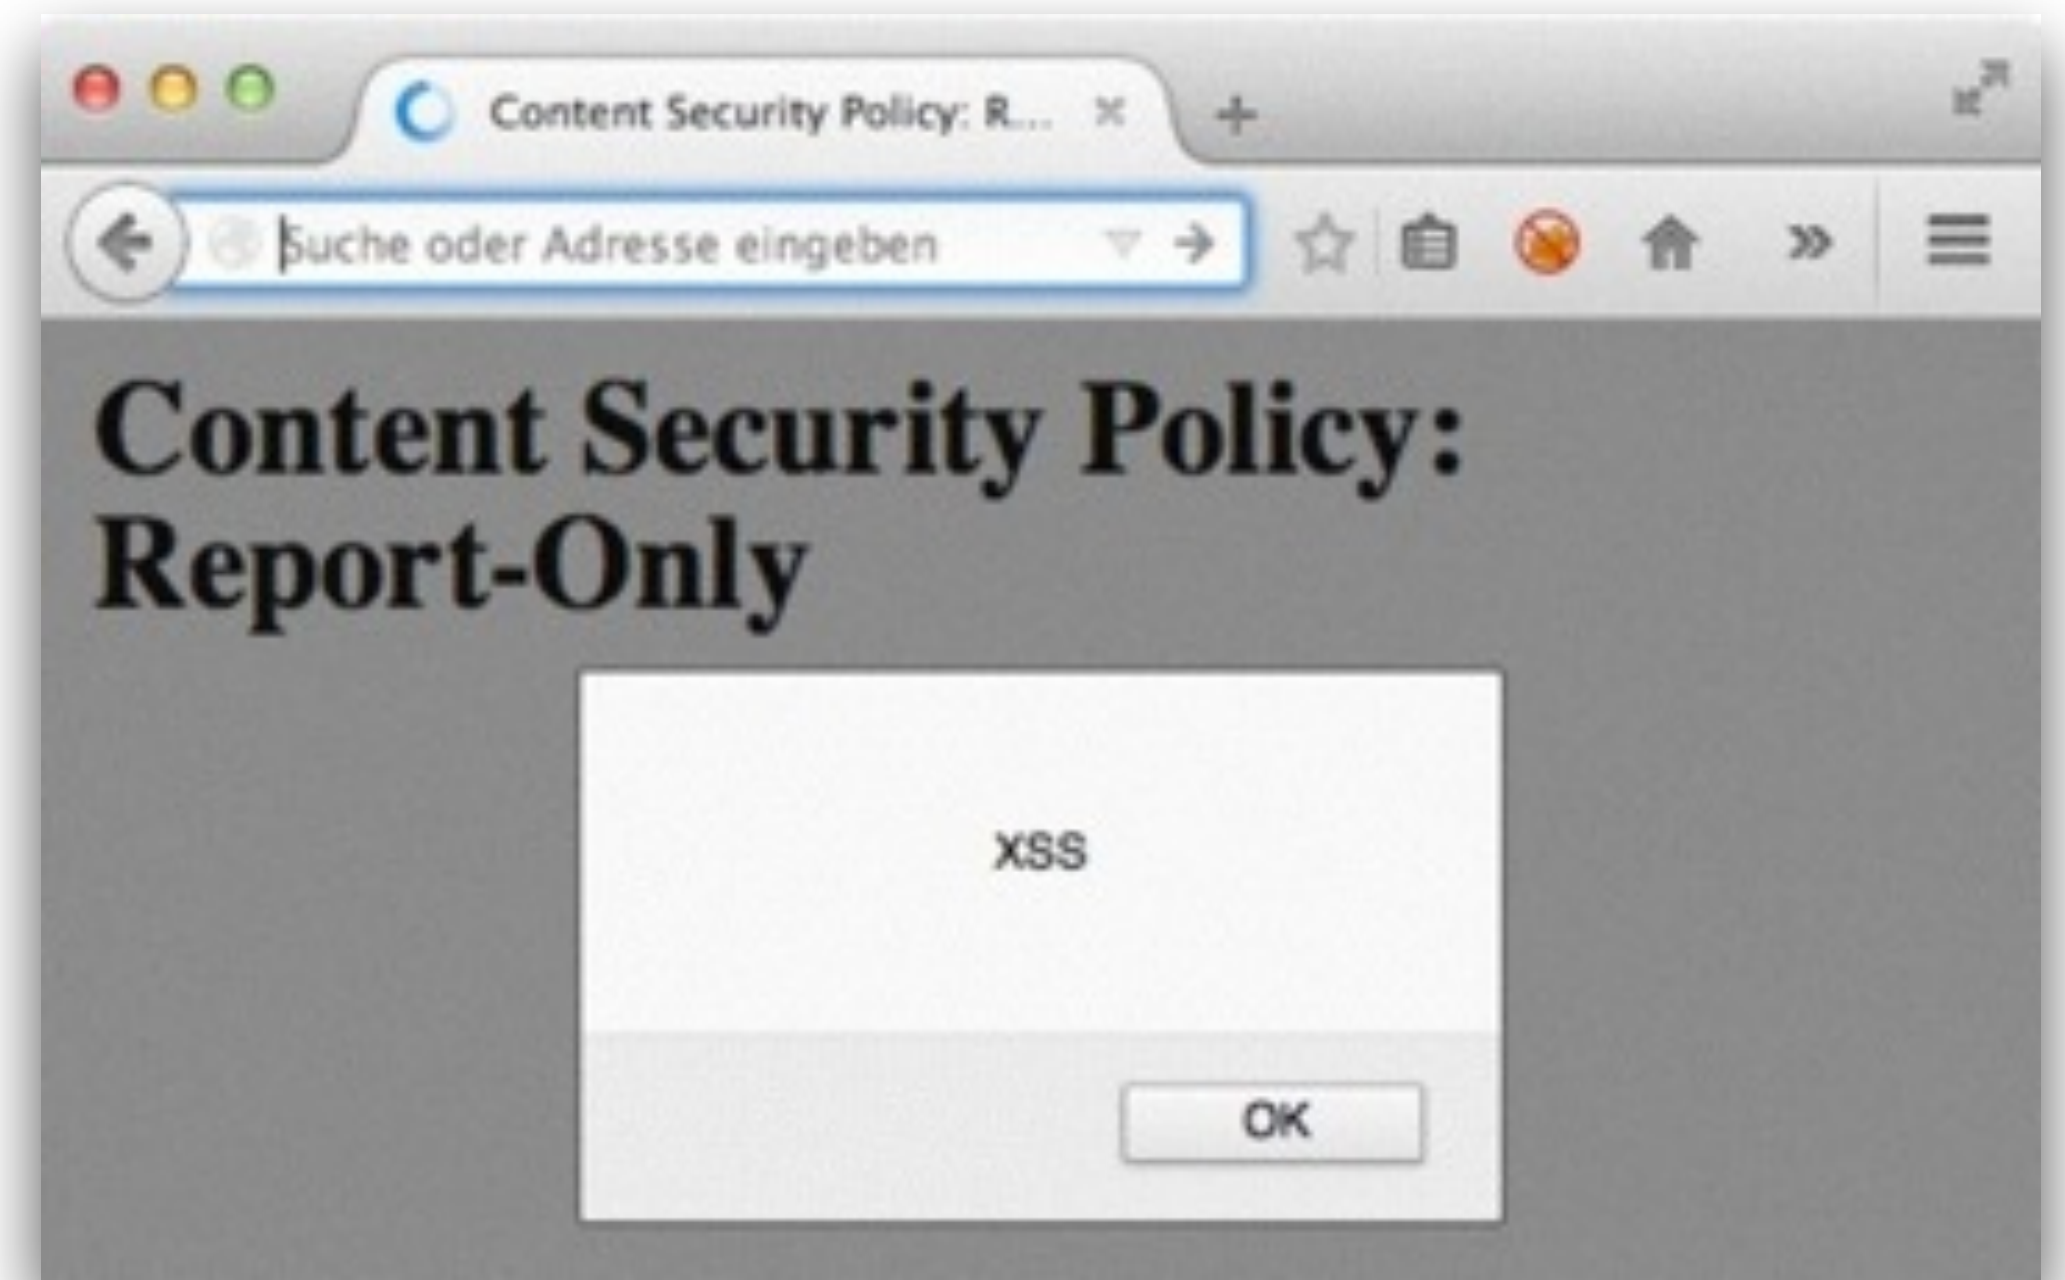 Content Security Policy: R...
Suche oder Adresse eingeben
Content Security Policy:
Report-Only
XSS
OK